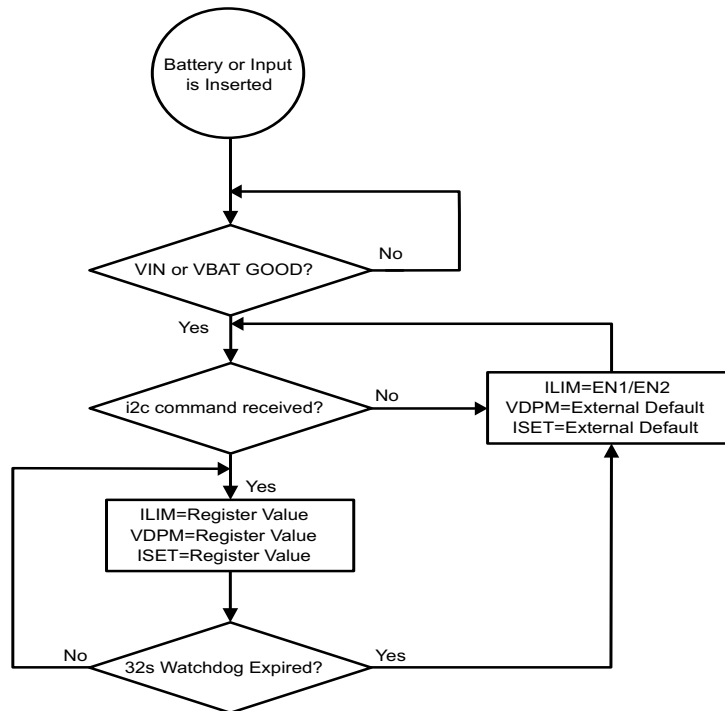 Battery or Input
is Inserted
VIN or VBAT GOOD?
No
Yes
i2c command received?
No
ILIM=EN1/EN2
VDPM=External Default
ISET=External Default
Yes
ILIM=Register Value
VDPM=Register Value
ISET=Register Value
No
32s Watchdog Expired?
Yes